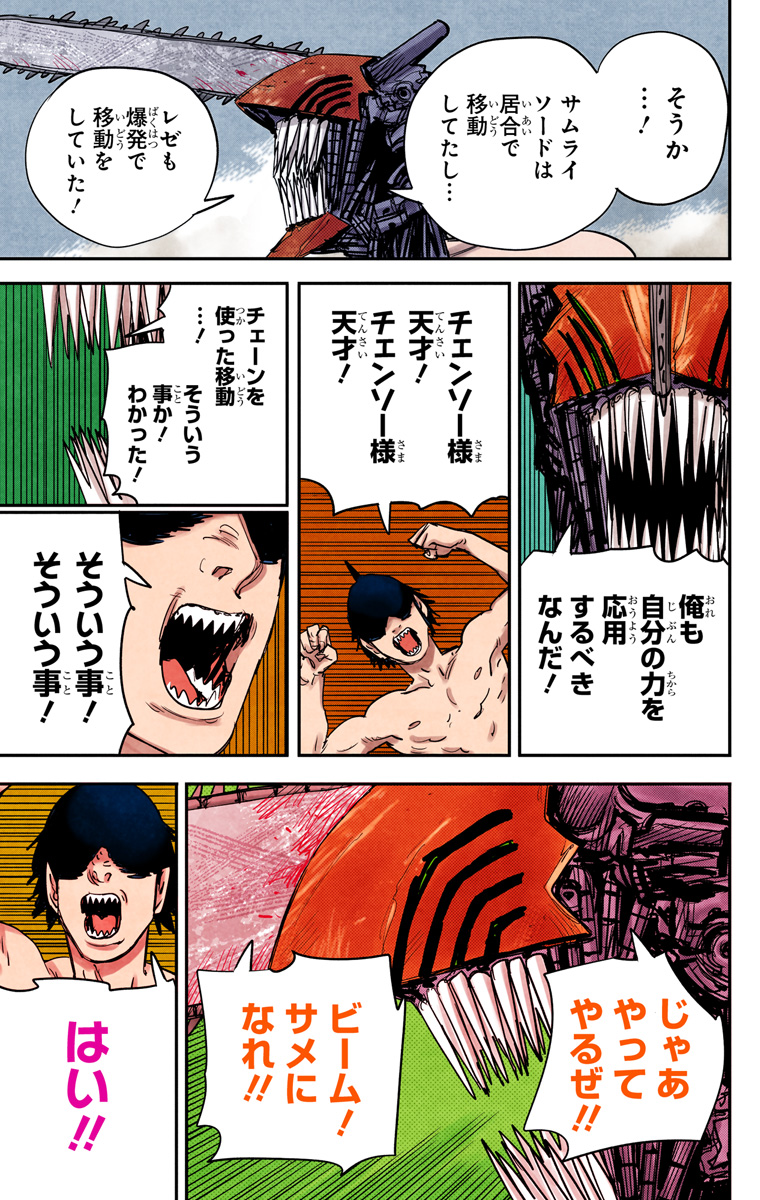 そうか
…！
サムライ
ソードは
居合で
移動
してたし…
レゼも
爆発で
移動を
していた！
俺も
自分の力を
応用
するべき
なんだ！
チェンソー様
天才！
チェンソー様
天才！
チェーンを
使った移動
…！
そういう
事か！
わかった！
そういう事！
そういう事！
じゃあ
やって
やるぜ!!
ビーム！
サメに
なれ!!
はい!!